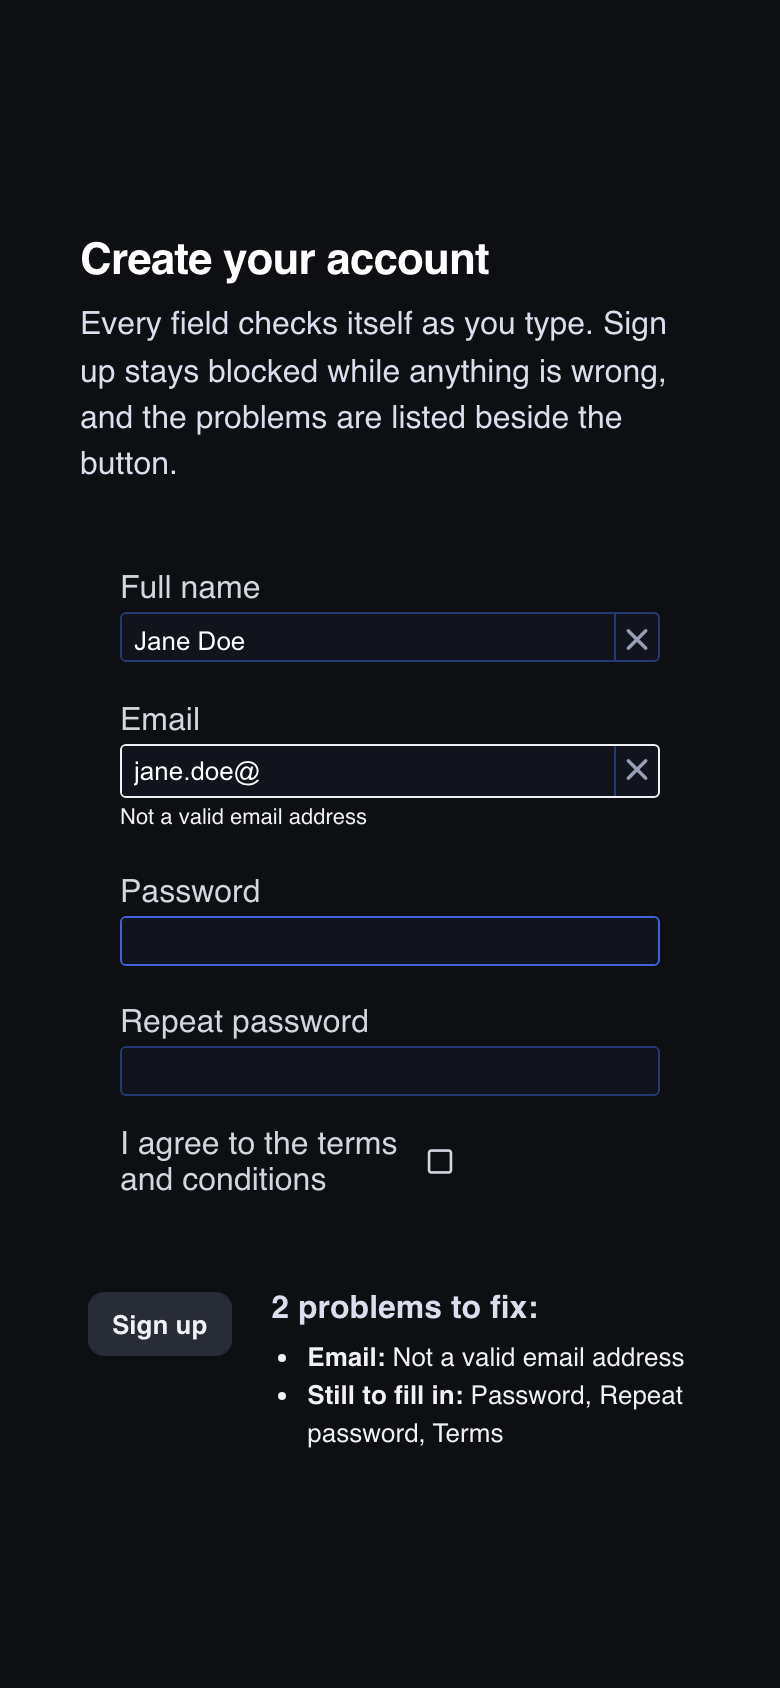 Create your account
Every field checks itself as you type. Sign
up stays blocked while anything is wrong,
and the problems are listed beside the
button.
Full name
Jane Doe
Email
jane.doe@
Not a valid email address
Password
Repeat password
I agree to the terms
and conditions
Sign up
2 problems to fix:
• Email: Not a valid email address
• Still to fill in: Password, Repeat
password, Terms